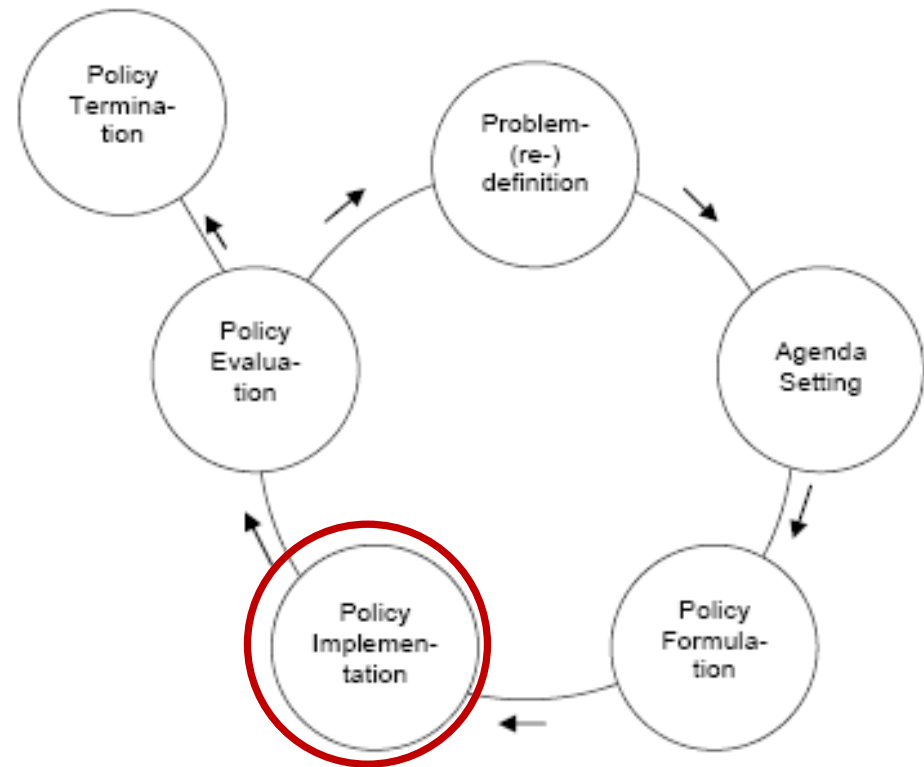 Policy
Termina-
tion
Problem-
(re-)
definition
Agenda
Setting
Policy
Formula-
tion
Policy
Implemen-
tation
Policy
Evalua-
tion